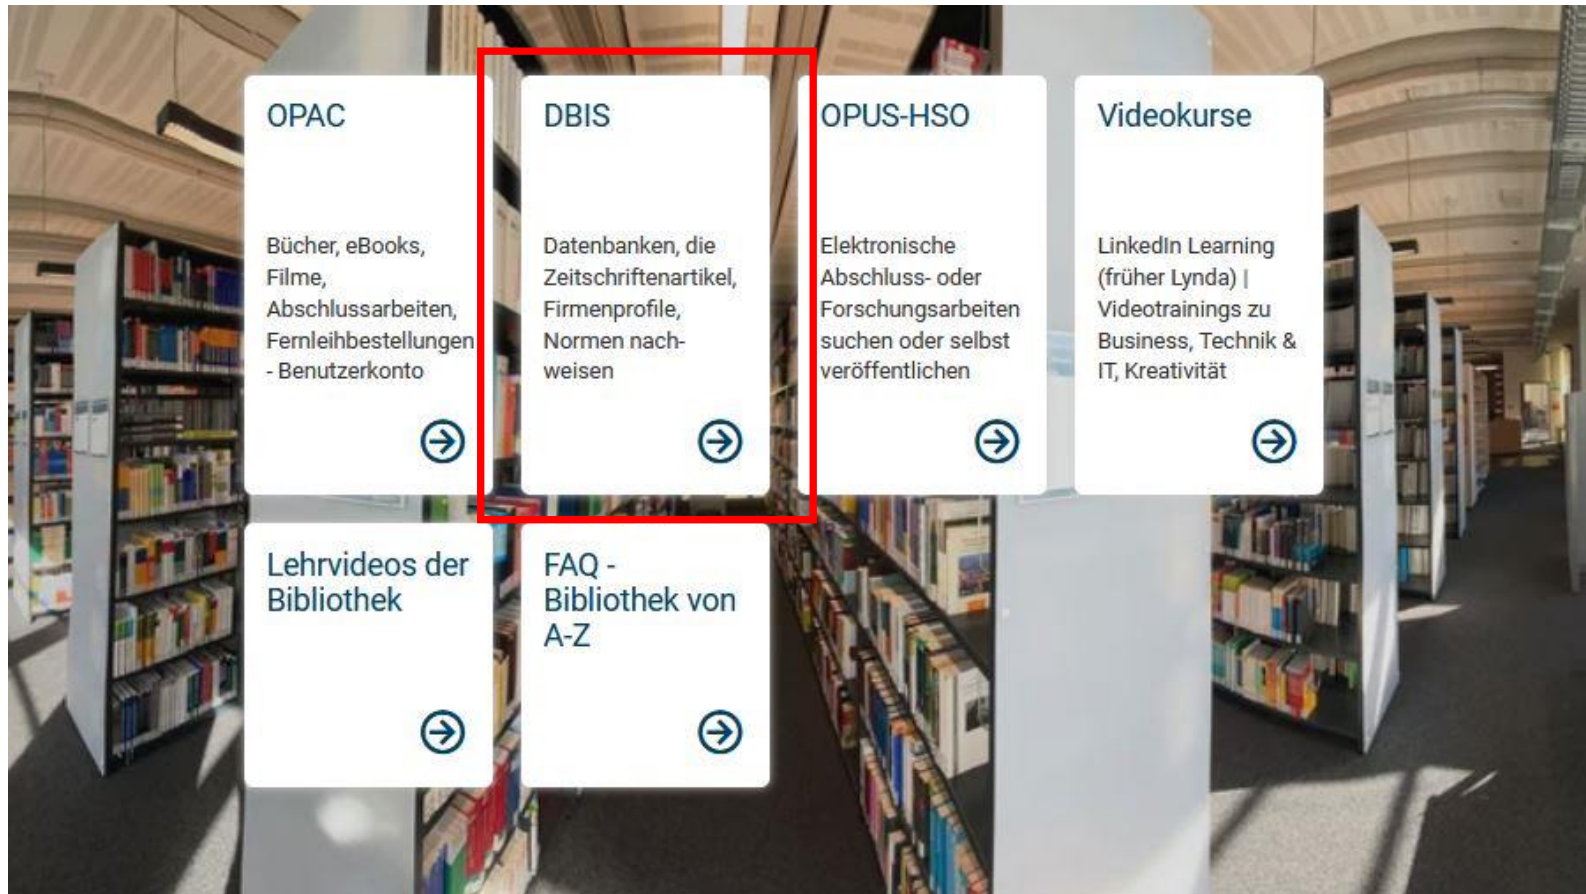 OPAC
Bücher, eBooks,
Filme,
Abschlussarbeiten,
Fernleihbestellungen
- Benutzerkonto
DBIS
Datenbanken, die
Zeitschriftenartikel,
Firmenprofile,
Normen nach-
weisen
OPUS-HSO
Elektronische
Abschluss- oder
Forschungsarbeiten
suchen oder selbst
veröffentlichen
Videokurse
LinkedIn Learning
(früher Lynda) |
Videotrainings zu
Business, Technik &
IT, Kreativität
Lehrvideos der
Bibliothek
FAQ -
Bibliothek von
A-Z